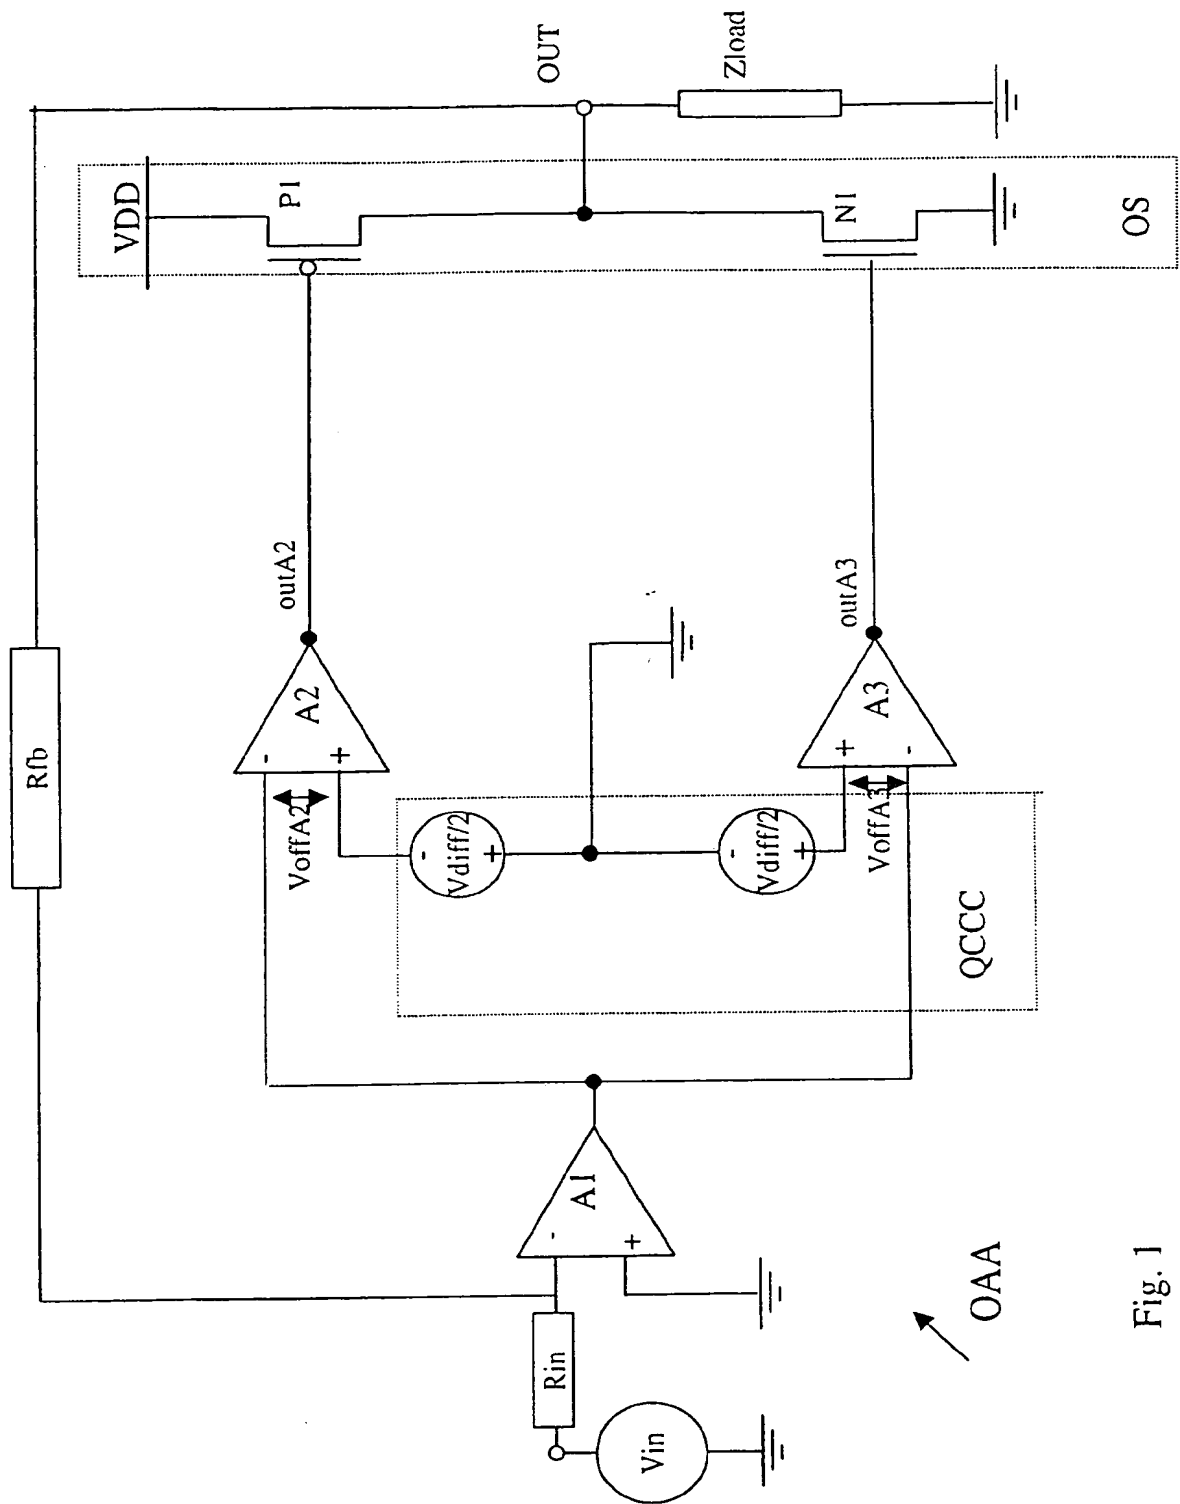 Rfb
VDD
P1
OUT
Zload
N1
OS
outA2
A2
-
+
VoffA2
-
Vdiff/2
+
-
Vdiff/2
+
outA3
A3
+
-
VoffA3
QCCC
A1
-
+
Rin
Vin
OAA
Fig. 1